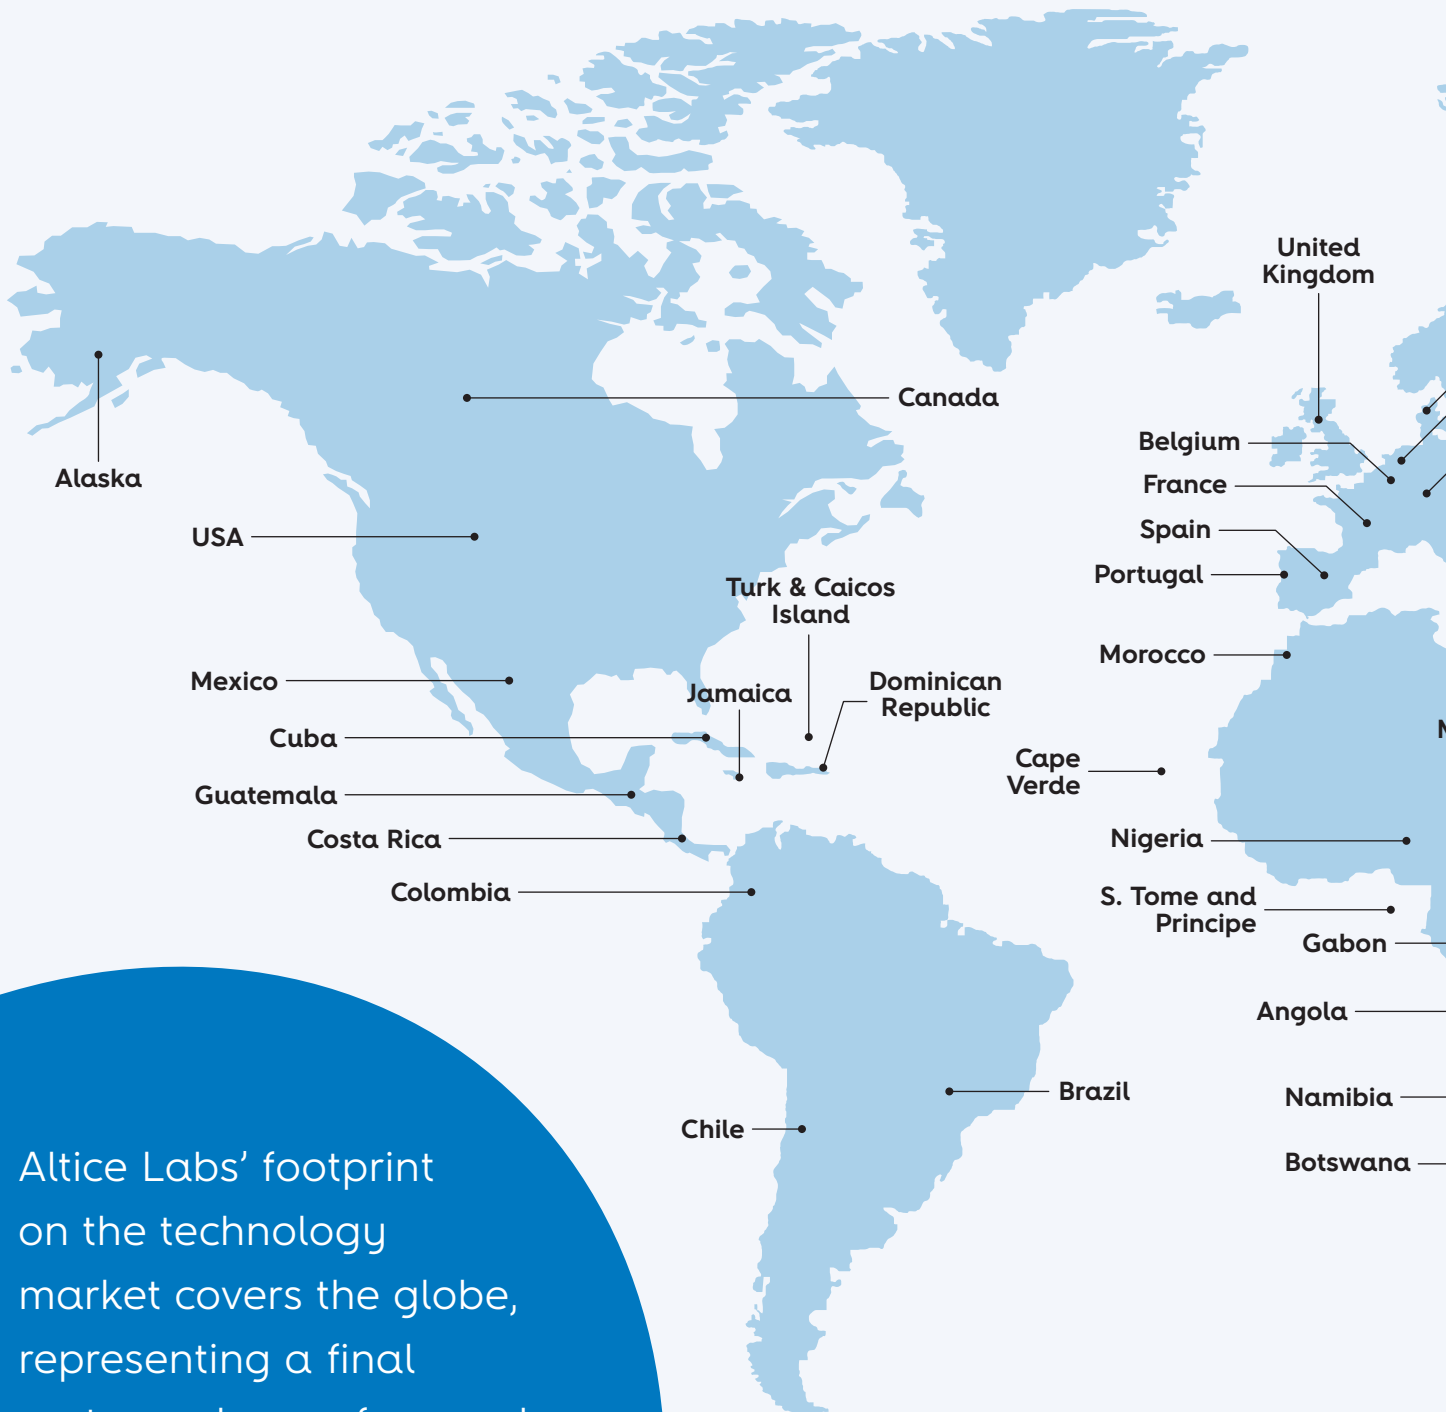 United
Kingdom
Canada
Belgium
Alaska
France
Spain
USA
Portugal
Turk & Caicos
Island
Morocco
Mexico
Jamaica
Dominican
Republic
Cuba
Cape
Verde
Guatemala
Costa Rica
Nigeria
Colombia
S. Tome and
Principe
Gabon
Angola
Brazil
Namibia
Chile
Botswana
Altice Labs’ footprint
on the technology
market covers the globe,
representing a final